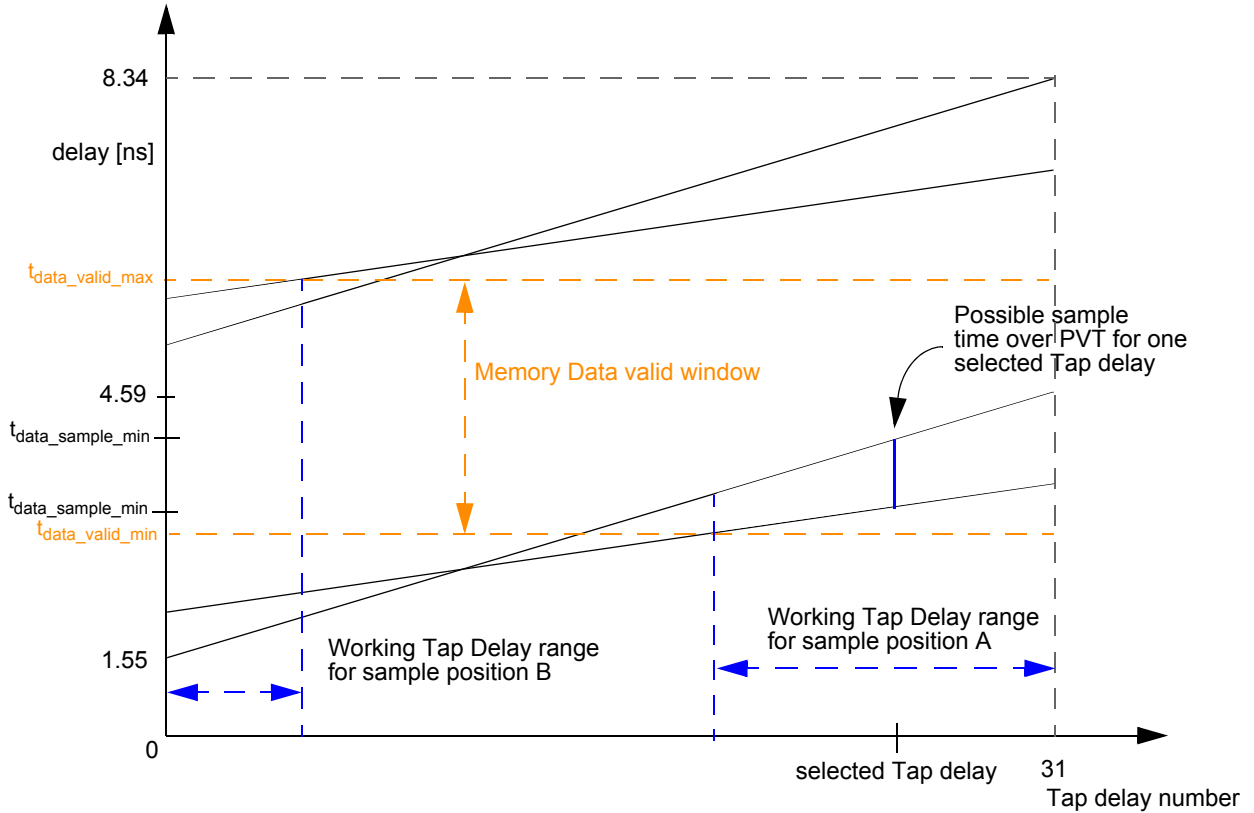 8.34
delay [ns]
tdata_valid_max
Possible sample
time over PVT for one
selected Tap delay
Memory Data valid window
4.59
tdata_sample_min
tdata_sample_min
tdata_valid_min
Working Tap Delay range
for sample position A
Working Tap Delay range
for sample position B
1.55
0
selected Tap delay
31
Tap delay number